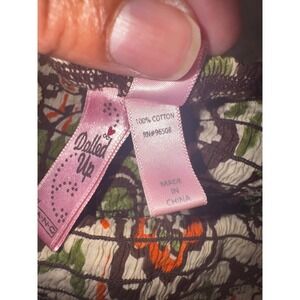 Dolled
Up
100% COTTON
RN#96508
MADE
IN
CHINA